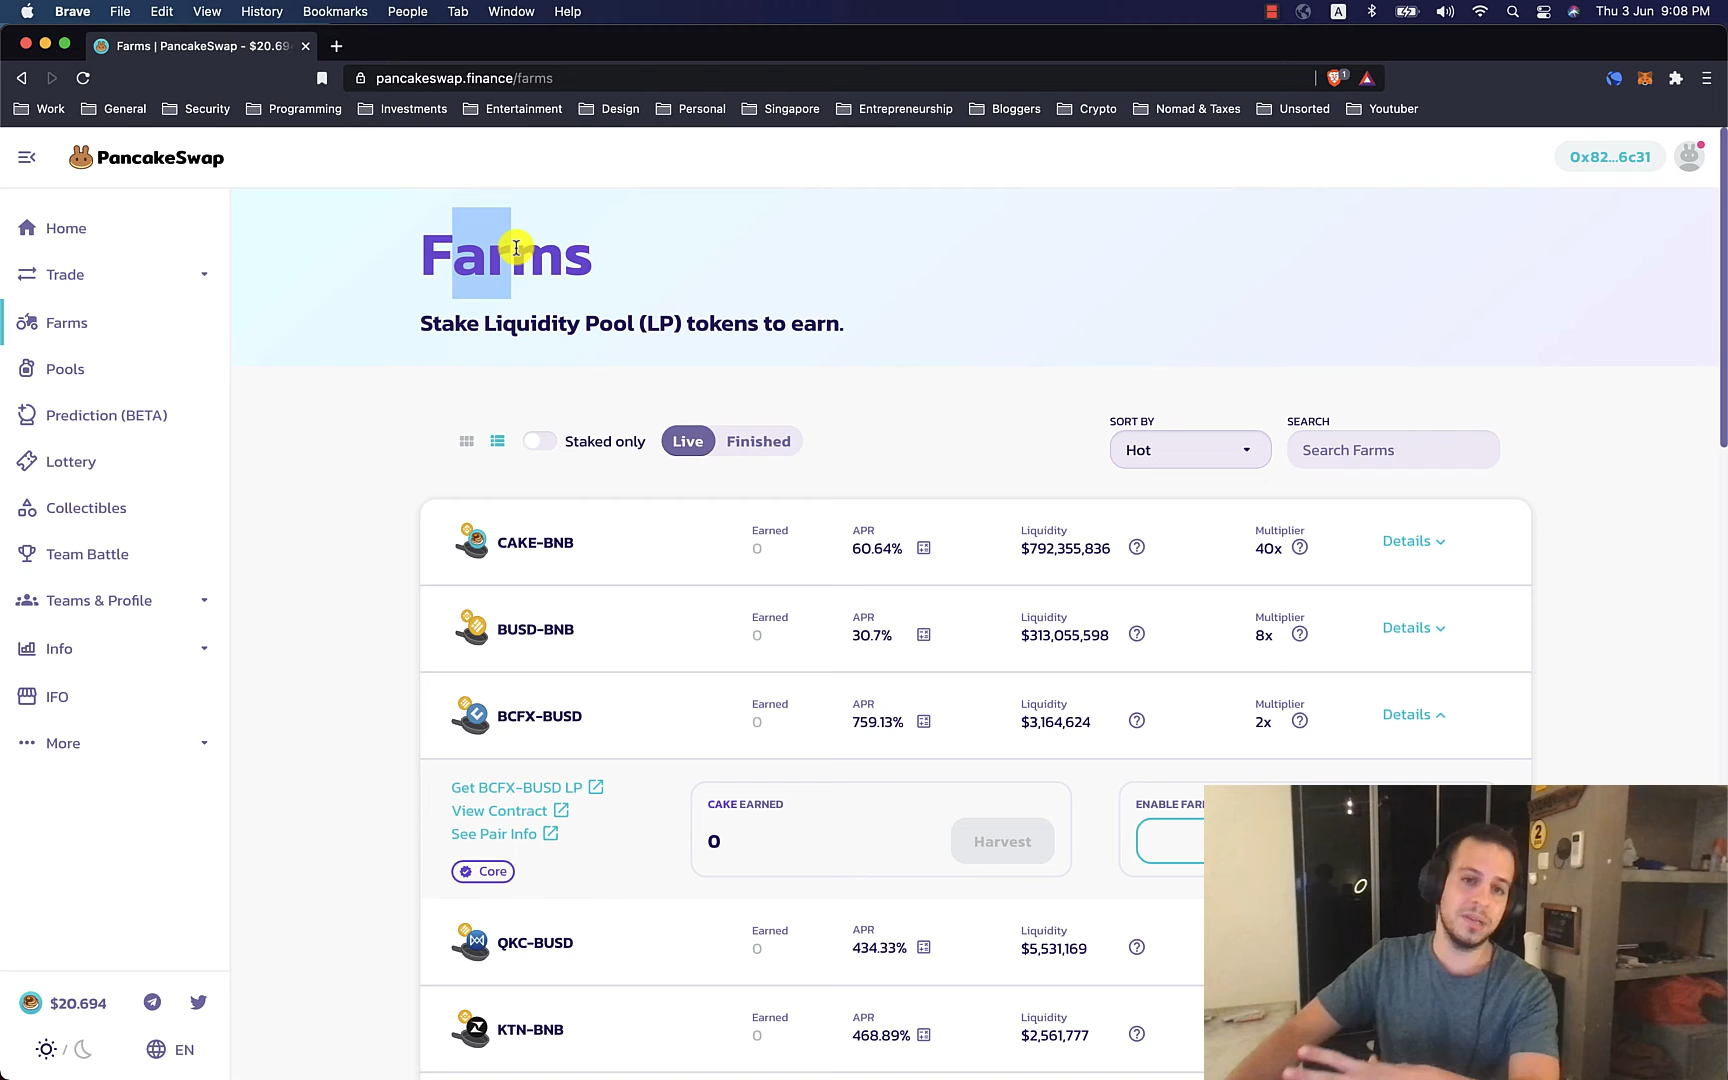 Brave File Edit View History Bookmarks People Tab Window Help A Thu 3 Jun 9:08 PM
Farms | PancakeSwap - $20.69
pancakeswap.finance/farms 1
Work General Security Programming Investments Entertainment Design Personal Singapore Entrepreneurship Bloggers Crypto Nomad & Taxes Unsorted Youtuber
PancakeSwap
0x82...6c31
Home
Trade
Farms
Pools
Prediction (BETA)
Lottery
Collectibles
Team Battle
Teams & Profile
Info
IFO
More
$20.694
/
EN
Farms
Stake Liquidity Pool (LP) tokens to earn.
Staked only
Live Finished
SORT BY
Hot
SEARCH
Search Farms
CAKE-BNB
Earned
0
APR
60.64%
Liquidity
$792,355,836
Multiplier
40x
Details
BUSD-BNB
Earned
0
APR
30.7%
Liquidity
$313,055,598
Multiplier
8x
Details
BCFX-BUSD
Earned
0
APR
759.13%
Liquidity
$3,164,624
Multiplier
2x
Details
Get BCFX-BUSD LP
View Contract
See Pair Info
Core
CAKE EARNED
0
Harvest
ENABLE FAR
QKC-BUSD
Earned
0
APR
434.33%
Liquidity
$5,531,169
KTN-BNB
Earned
0
APR
468.89%
Liquidity
$2,561,777
2